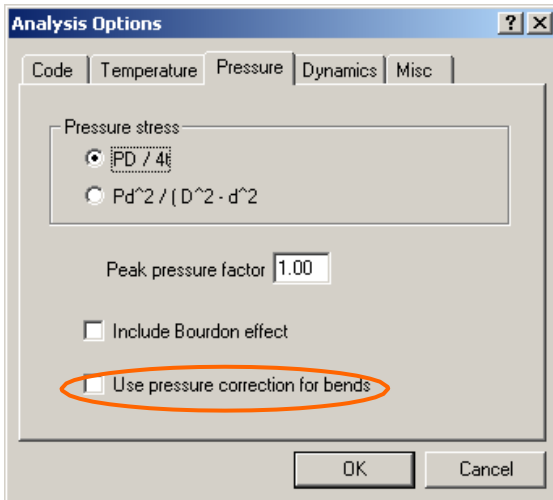 Analysis Options
Code Temperature Pressure Dynamics Misc
Pressure stress
PD / 4t
Pd^2 / ( D^2 - d^2
Peak pressure factor 1.00
Include Bourdon effect
Use pressure correction for bends
OK Cancel